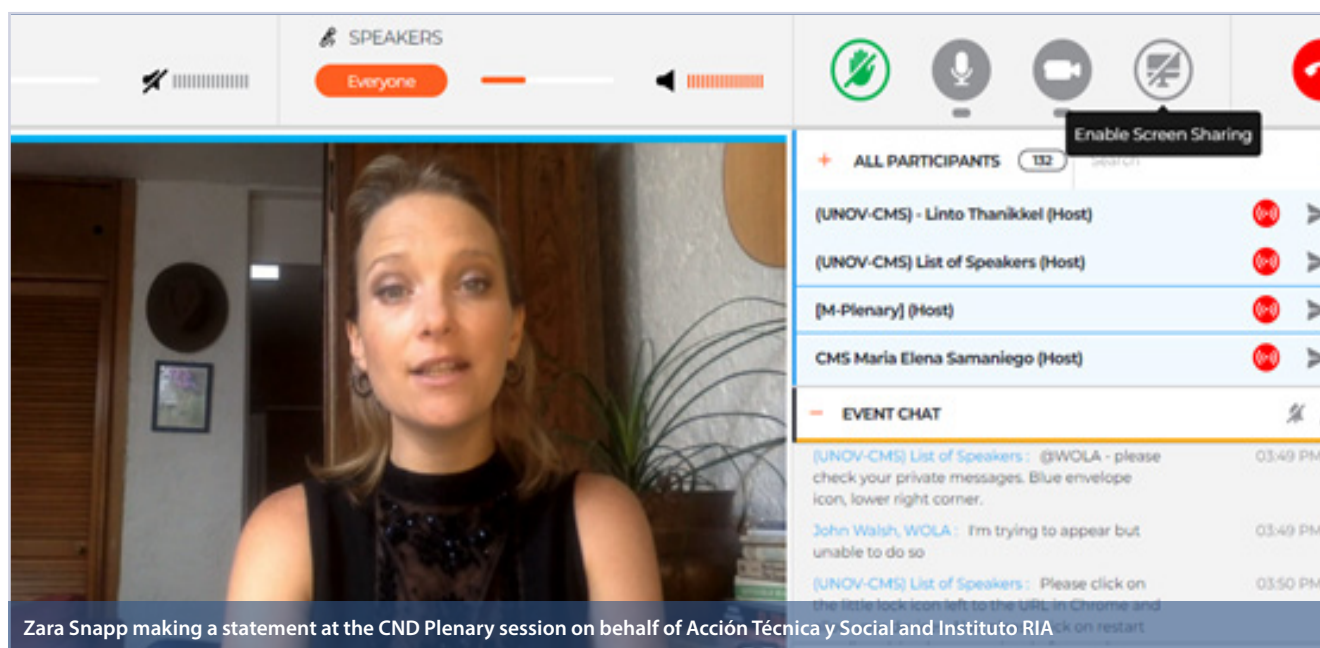 SPEAKERS
Everyone
Enable Screen Sharing
ALL PARTICIPANTS 132 Search
(UNOV-CMS) - Linto Thanikkel (Host)
(UNOV-CMS) List of Speakers (Host)
[M-Plenary] (Host)
CMS Maria Elena Samaniego (Host)
EVENT CHAT
(UNOV-CMS) List of Speakers : @WOLA - please 03:49 PM
check your private messages. Blue envelope
icon, lower right corner.
John Walsh, WOLA : I'm trying to appear but 03:49 PM
unable to do so
(UNOV-CMS) List of Speakers : Please click on 03:50 PM
the little lock icon left to the URL in Chrome and
click on restart
Zara Snapp making a statement at the CND Plenary session on behalf of Acción Técnica y Social and Instituto RIA